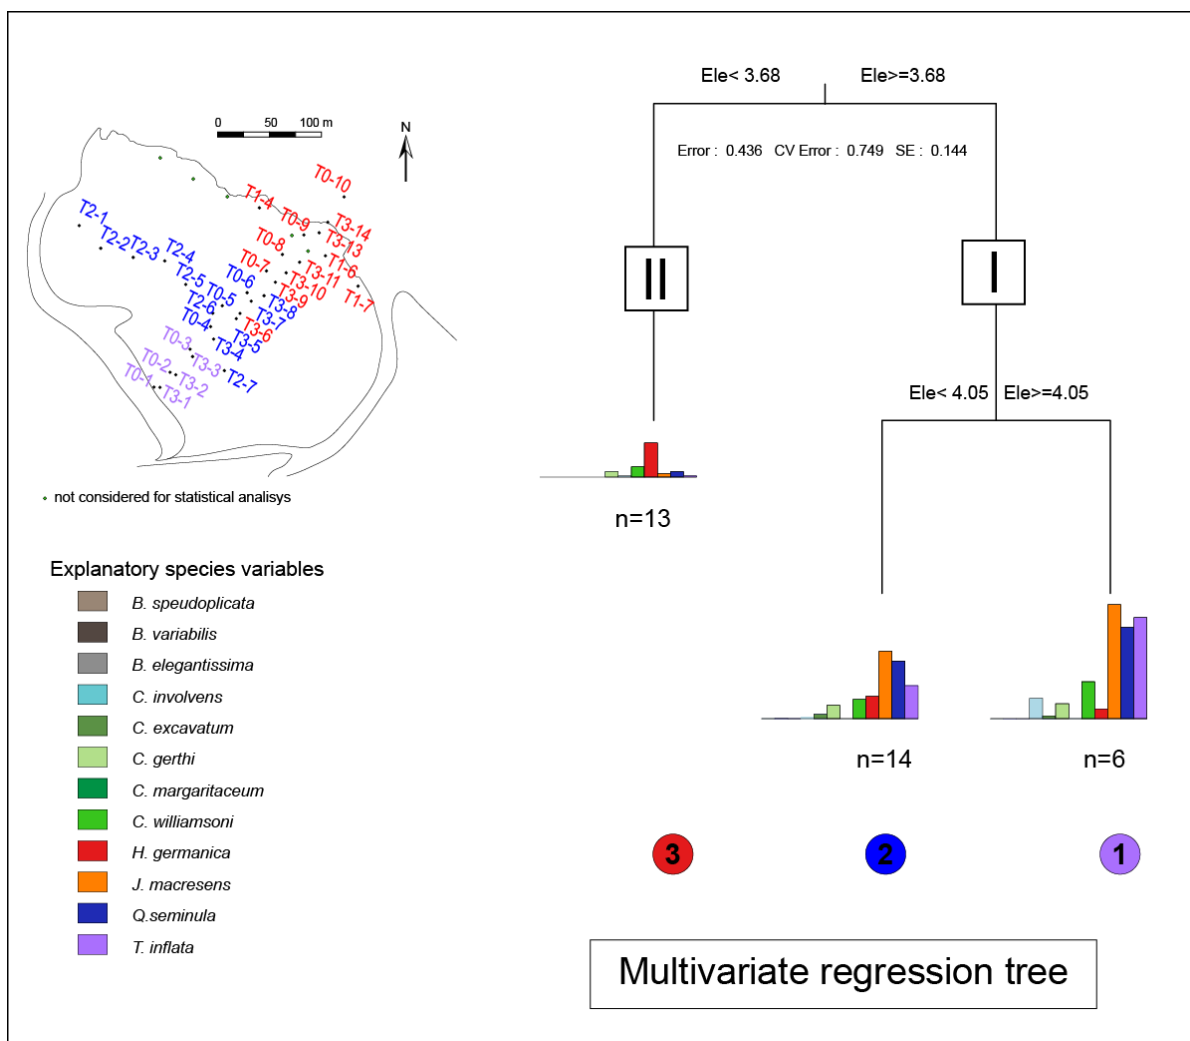 Ele< 3.68
Ele>=3.68
0 50 100 m
N
Error : 0.436 CV Error : 0.749 SE : 0.144
T0-10
T1-4
T2-1
T0-9
T3-14
T3-13
T2-2
T2-3
T2-4
T0-8
T1-6
T3-11
T0-7
T0-6
T2-5
T0-5
T3-10
T1-7
T3-9
T2-6
T3-8
T3-7
T0-4
T3-6
T3-5
T0-3
T3-4
T3-3
T0-2
T2-7
T3-2
T0-1
T3-1
II
I
Ele< 4.05
Ele>=4.05
not considered for statistical analisys
n=13
Explanatory species variables
B. speudoplicata
B. variabilis
B. elegantissima
C. involvens
C. excavatum
C. gerthi
C. margaritaceum
C. williamsoni
H. germanica
J. macresens
Q.seminula
T. inflata
n=14
n=6
3
2
1
Multivariate regression tree